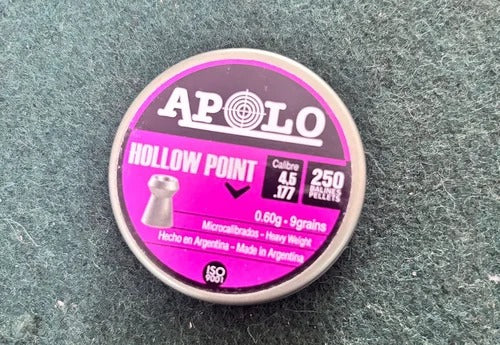 APOLO
HOLLOW POINT
Calibre
4,5
.177
250
BALINES
PELLETS
0.60g - 9grains
Microcalibrados - Heavy Weight
Hecho en Argentina - Made in Argentina
ISO
9001